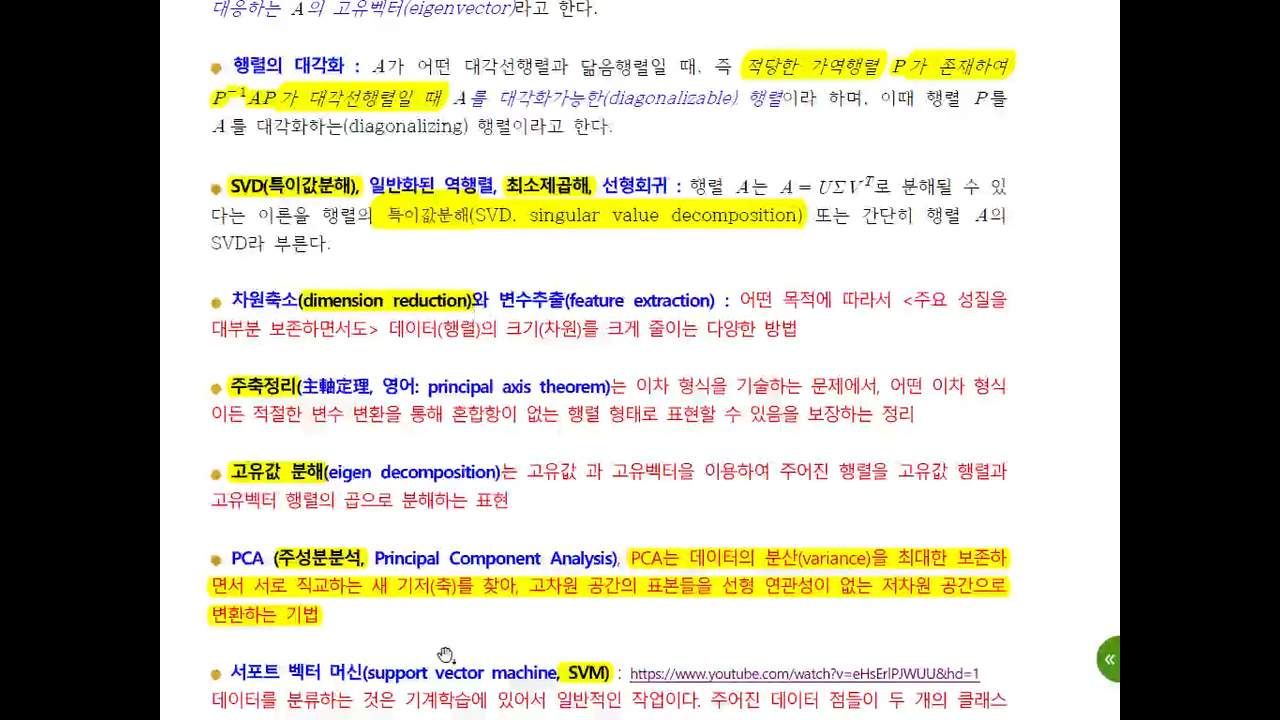 대응하는 A의 고유벡터(eigenvector)라고 한다.
행렬의 대각화 : A가 어떤 대각선행렬과 닮음행렬일 때, 즉 적당한 가역행렬 P가 존재하여
P⁻¹AP가 대각선행렬일 때 A를 대각화가능한(diagonalizable) 행렬이라 하며, 이때 행렬 P를
A를 대각화하는(diagonalizing) 행렬이라고 한다.
SVD(특이값분해), 일반화된 역행렬, 최소제곱해, 선형회귀 : 행렬 A는 A = UΣVᵀ로 분해될 수 있
다는 이론을 행렬의 특이값분해(SVD. singular value decomposition) 또는 간단히 행렬 A의
SVD라 부른다.
차원축소(dimension reduction)와 변수추출(feature extraction) : 어떤 목적에 따라서 <주요 성질을
대부분 보존하면서도> 데이터(행렬)의 크기(차원)를 크게 줄이는 다양한 방법
주축정리(主軸定理, 영어: principal axis theorem)는 이차 형식을 기술하는 문제에서, 어떤 이차 형식
이든 적절한 변수 변환을 통해 혼합항이 없는 행렬 형태로 표현할 수 있음을 보장하는 정리
고유값 분해(eigen decomposition)는 고유값 과 고유벡터을 이용하여 주어진 행렬을 고유값 행렬과
고유벡터 행렬의 곱으로 분해하는 표현
PCA (주성분분석, Principal Component Analysis), PCA는 데이터의 분산(variance)을 최대한 보존하
면서 서로 직교하는 새 기저(축)를 찾아, 고차원 공간의 표본들을 선형 연관성이 없는 저차원 공간으로
변환하는 기법
서포트 벡터 머신(support vector machine, SVM) : https://www.youtube.com/watch?v=eHsErlPJWUU&hd=1
데이터를 분류하는 것은 기계학습에 있어서 일반적인 작업이다. 주어진 데이터 점들이 두 개의 클래스